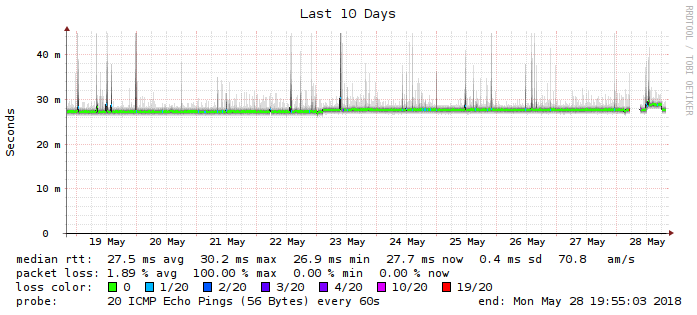 Last 10 Days
RRDTOOL / TOBI OETIKER
Seconds
40 m
30 m
20 m
10 m
0
19 May 20 May 21 May 22 May 23 May 24 May 25 May 26 May 27 May 28 May
median rtt: 27.5 ms avg 30.2 ms max 26.9 ms min 27.7 ms now 0.4 ms sd 70.8 am/s
packet loss: 1.89 % avg 100.00 % max 0.00 % min 0.00 % now
loss color: 0 1/20 2/20 3/20 4/20 10/20 19/20
probe: 20 ICMP Echo Pings (56 Bytes) every 60s end: Mon May 28 19:55:03 2018